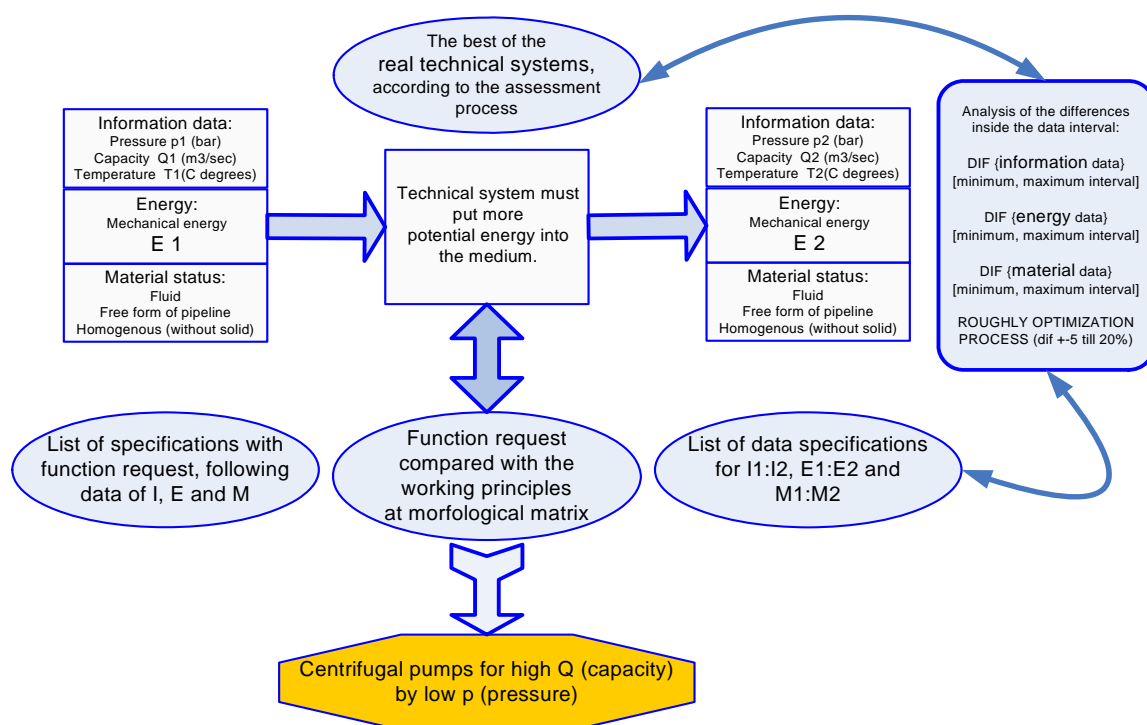 The best of the
real technical systems,
according to the assessment
process
Information data:
Pressure p1 (bar)
Capacity Q1 (m3/sec)
Temperature T1(C degrees)
Energy:
Mechanical energy
E 1
Material status:
Fluid
Free form of pipeline
Homogenous (without solid)
Technical system must
put more
potential energy into
the medium.
Information data:
Pressure p2 (bar)
Capacity Q2 (m3/sec)
Temperature T2(C degrees)
Energy:
Mechanical energy
E 2
Material status:
Fluid
Free form of pipeline
Homogenous (without solid)
Analysis of the differences
inside the data interval:
DIF {information data}
[minimum, maximum interval]
DIF {energy data}
[minimum, maximum interval]
DIF {material data}
[minimum, maximum interval]
ROUGHLY OPTIMIZATION
PROCESS (dif +-5 till 20%)
List of specifications with
function request, following
data of I, E and M
Function request
compared with the
working principles
at morfological matrix
List of data specifications
for I1:I2, E1:E2 and
M1:M2
Centrifugal pumps for high Q (capacity)
by low p (pressure)